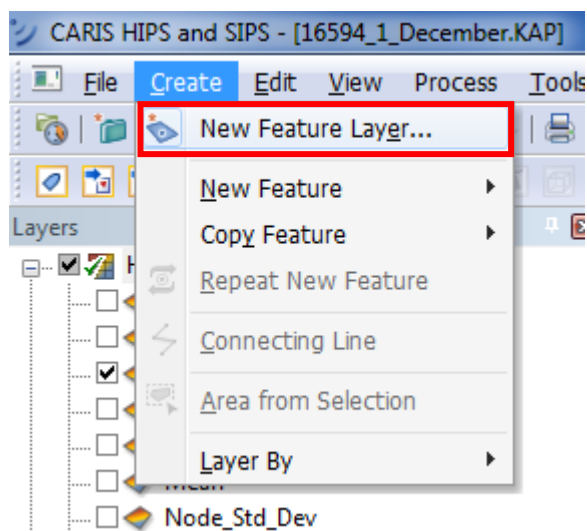 CARIS HIPS and SIPS - [16594_1_December.KAP]
File Create Edit View Process Tools
New Feature Layer...
New Feature
Layers
Copy Feature
Repeat New Feature
Connecting Line
Area from Selection
Layer By
Mean
Node_Std_Dev